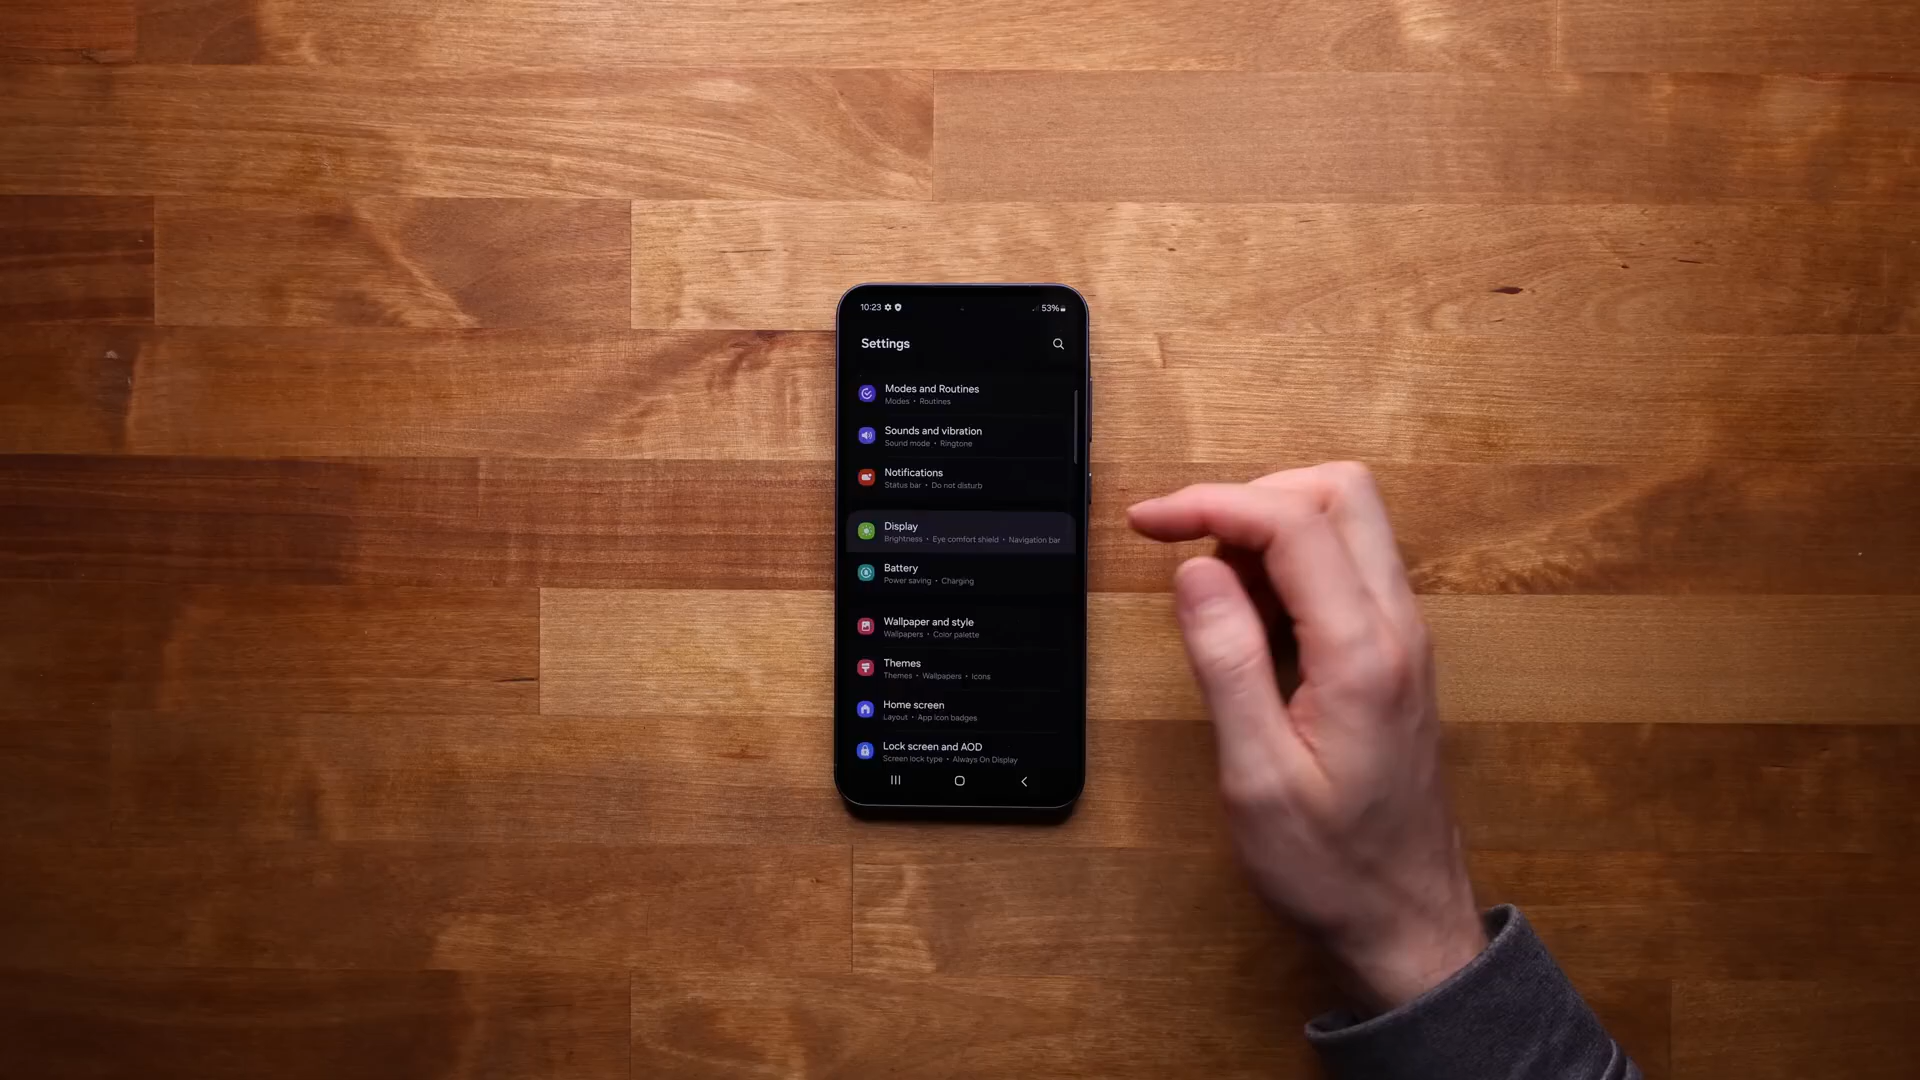 10:23
53%
Settings
Modes and Routines
Modes • Routines
Sounds and vibration
Sound mode • Ringtone
Notifications
Status bar • Do not disturb
Display
Brightness • Eye comfort shield • Navigation bar
Battery
Power saving • Charging
Wallpaper and style
Wallpapers • Color palette
Themes
Themes • Wallpapers • Icons
Home screen
Layout • App icon badges
Lock screen and AOD
Screen lock type • Always On Display